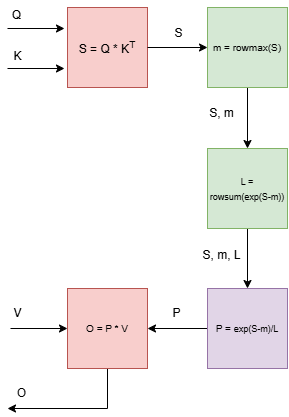 Q
K
S = Q * K^T
S
m = rowmax(S)
S, m
L =
rowsum(exp(S-m))
S, m, L
V
O = P * V
P
P = exp(S-m)/L
O